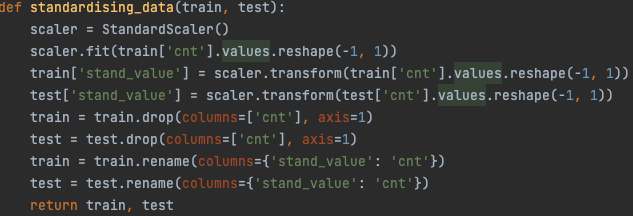 def standardising_data(train, test):
    scaler = StandardScaler()
    scaler.fit(train['cnt'].values.reshape(-1, 1))
    train['stand_value'] = scaler.transform(train['cnt'].values.reshape(-1, 1))
    test['stand_value'] = scaler.transform(test['cnt'].values.reshape(-1, 1))
    train = train.drop(columns=['cnt'], axis=1)
    test = test.drop(columns=['cnt'], axis=1)
    train = train.rename(columns={'stand_value': 'cnt'})
    test = test.rename(columns={'stand_value': 'cnt'})
    return train, test